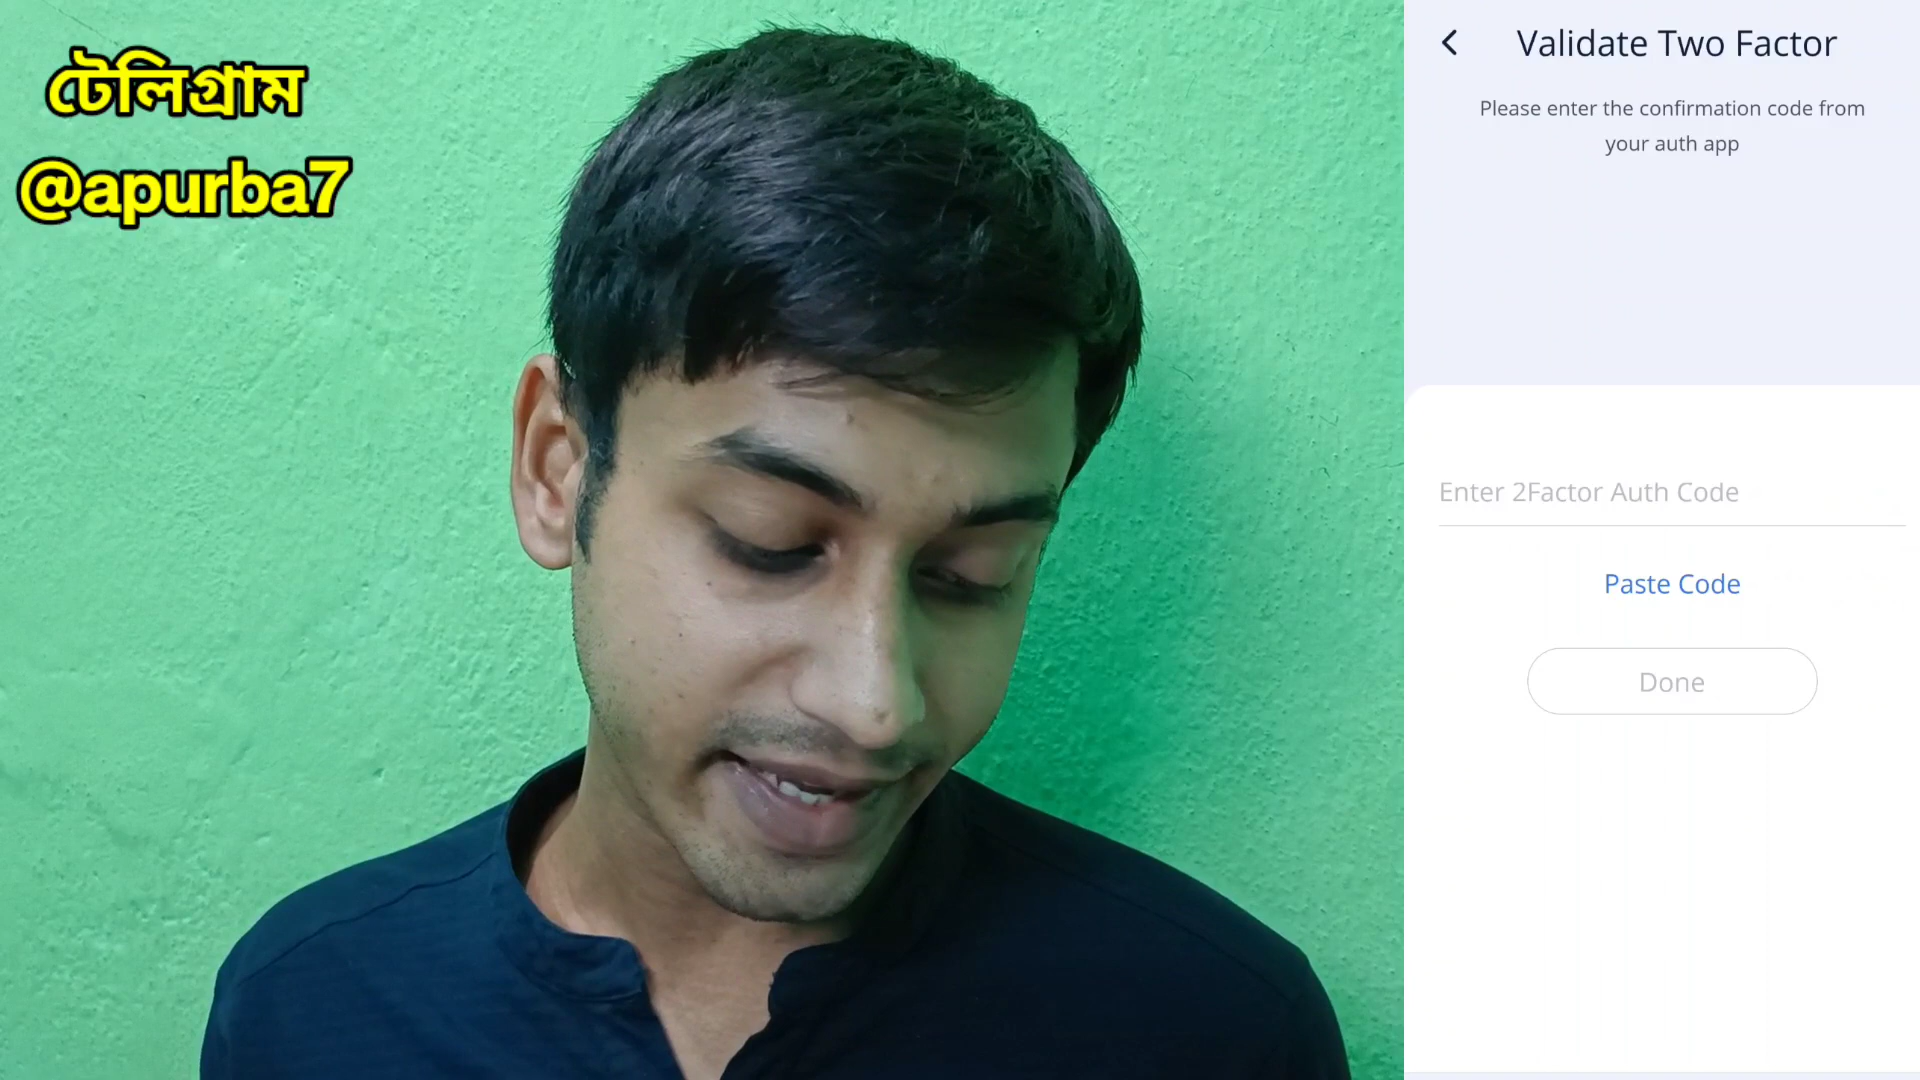 টেলিগ্রাম
@apurba7
Validate Two Factor
Please enter the confirmation code from
your auth app
Enter 2Factor Auth Code
Paste Code
Done